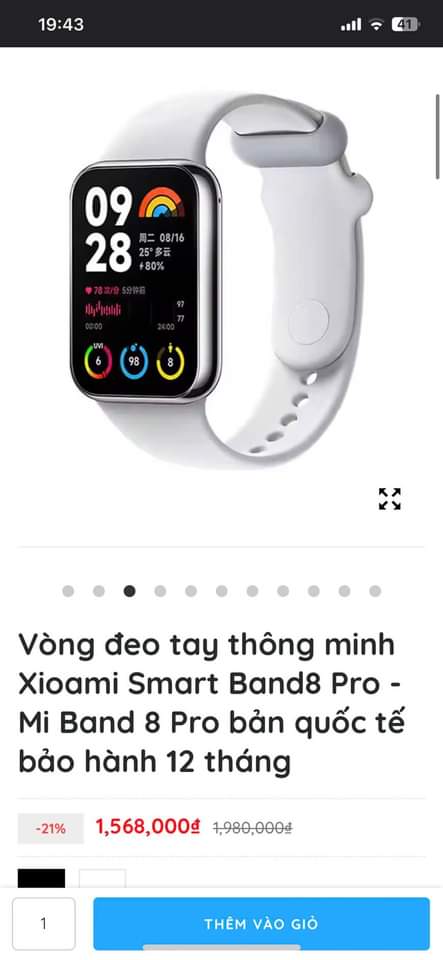 19:43
41
09
28
周二 08/16
25° 多云
80%
78 次/分 5分钟前
97
77
00:00 24:00
UVI
6 98 8
Vòng đeo tay thông minh
Xioami Smart Band8 Pro -
Mi Band 8 Pro bản quốc tế
bảo hành 12 tháng
-21% 1,568,000₫ 1,980,000₫
1 THÊM VÀO GIỎ